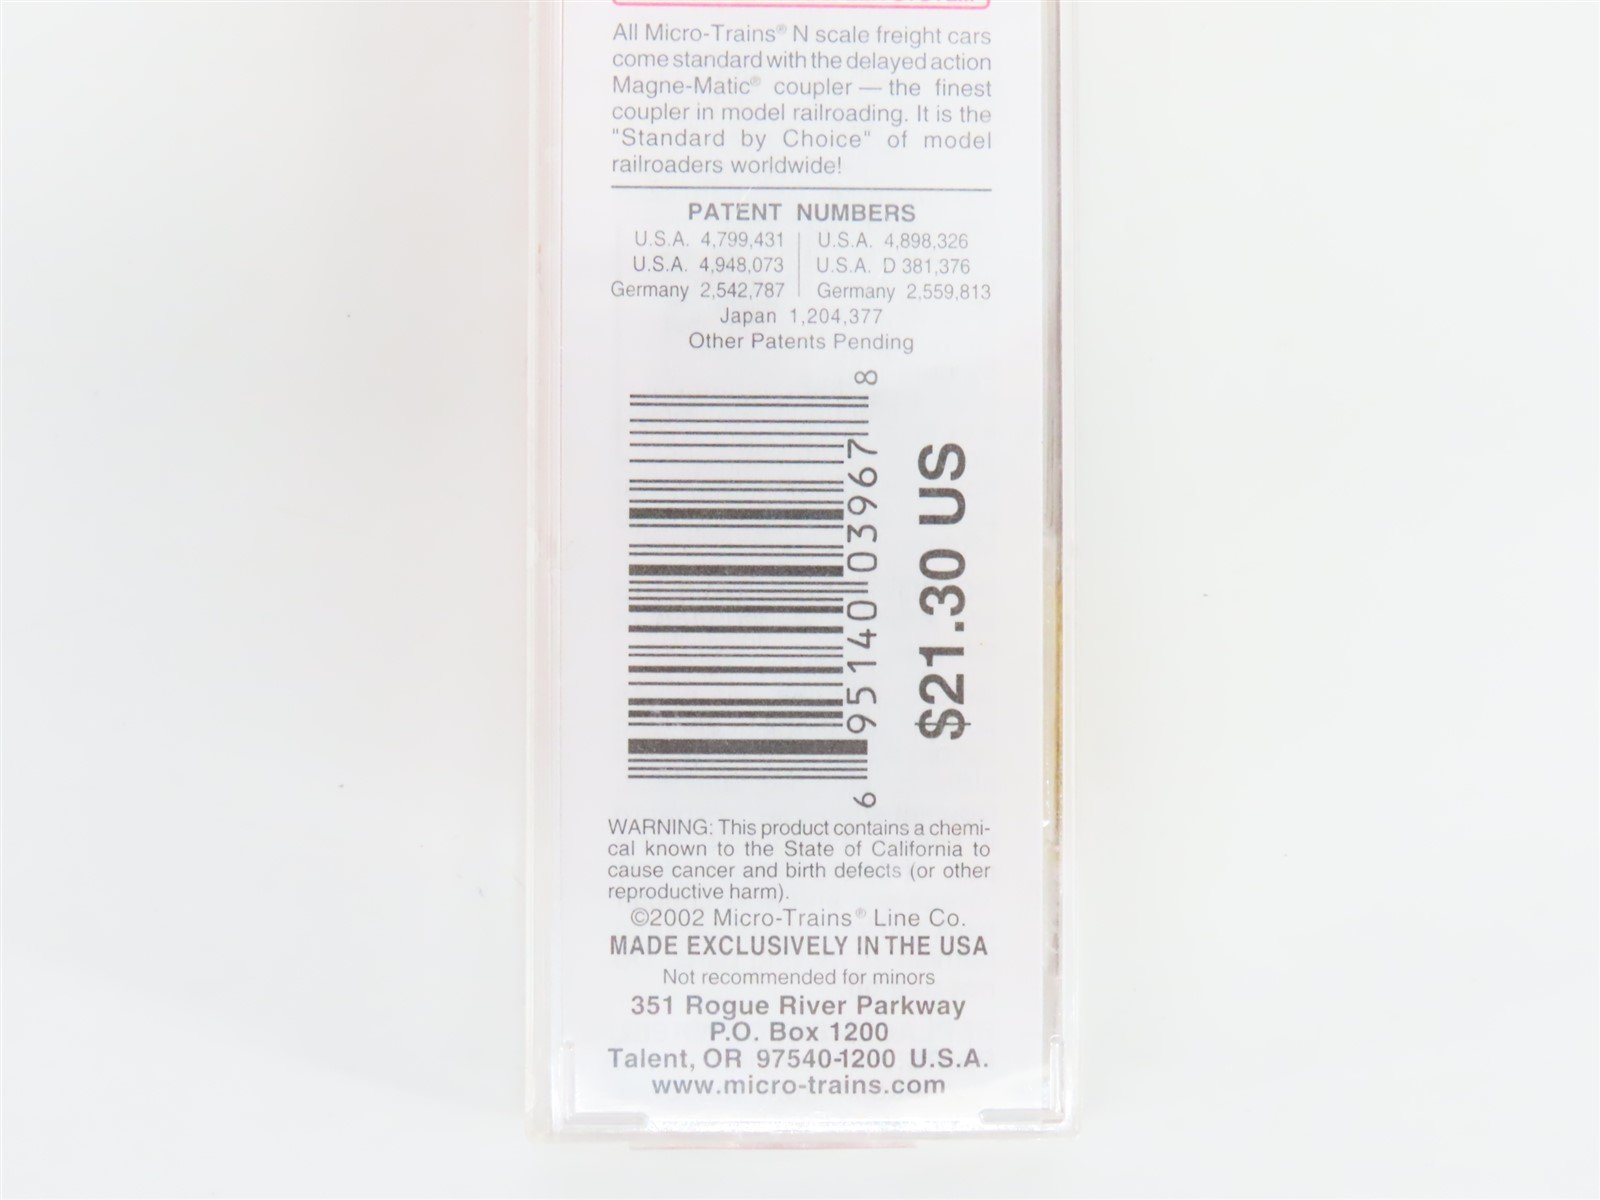 All Micro-Trains® N scale freight cars
come standard with the delayed action
Magne-Matic® coupler — the finest
coupler in model railroading. It is the
"Standard by Choice" of model
railroaders worldwide!
PATENT NUMBERS
U.S.A. 4,799,431 | U.S.A. 4,898,326
U.S.A. 4,948,073 | U.S.A. D 381,376
Germany 2,542,787 | Germany 2,559,813
Japan 1,204,377
Other Patents Pending
6 95140 03967 8
$21.30 US
WARNING: This product contains a chemi-
cal known to the State of California to
cause cancer and birth defects (or other
reproductive harm).
©2002 Micro-Trains® Line Co.
MADE EXCLUSIVELY IN THE USA
Not recommended for minors
351 Rogue River Parkway
P.O. Box 1200
Talent, OR 97540-1200 U.S.A.
www.micro-trains.com